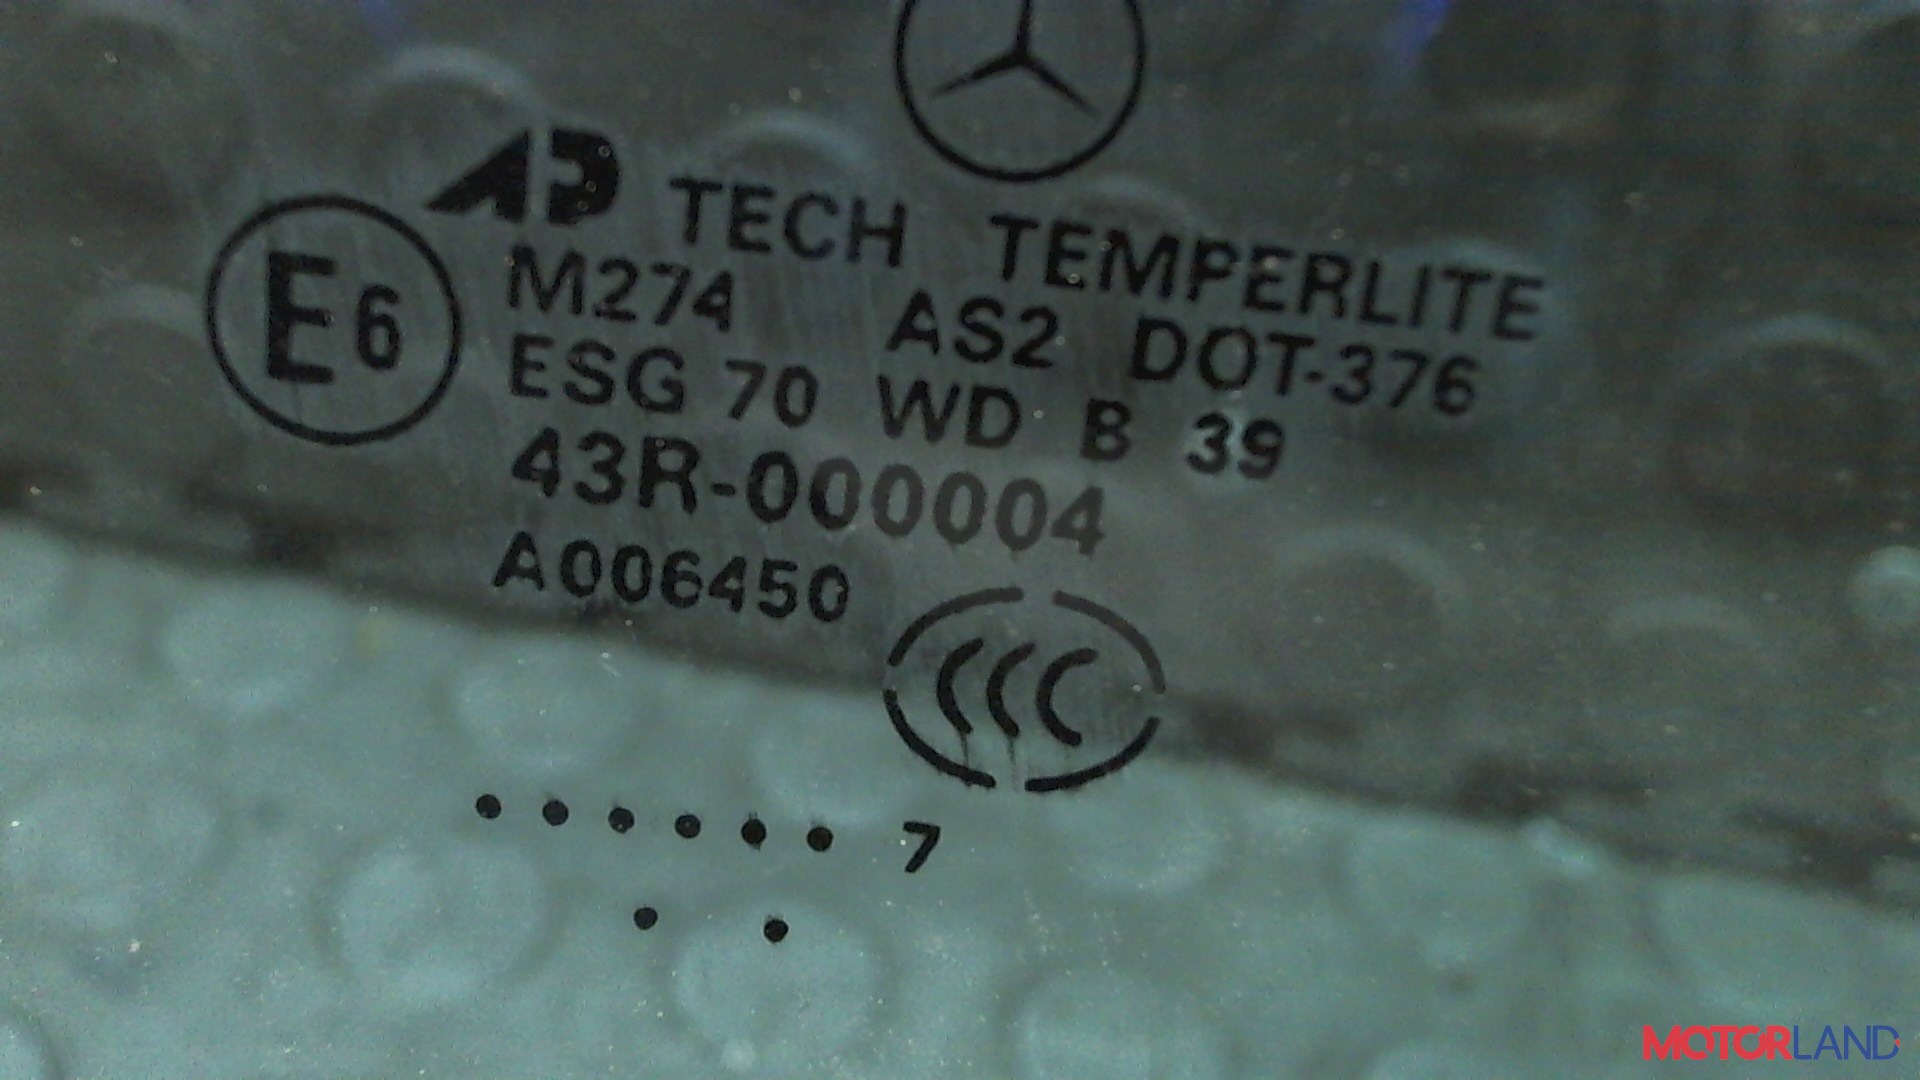 AP TECH TEMPERLITE
E6 M274 AS2 DOT-376
ESG 70 WD B 39
43R-000004
A006450
CCC
• • • • • • 7
• •
MOTORLAND